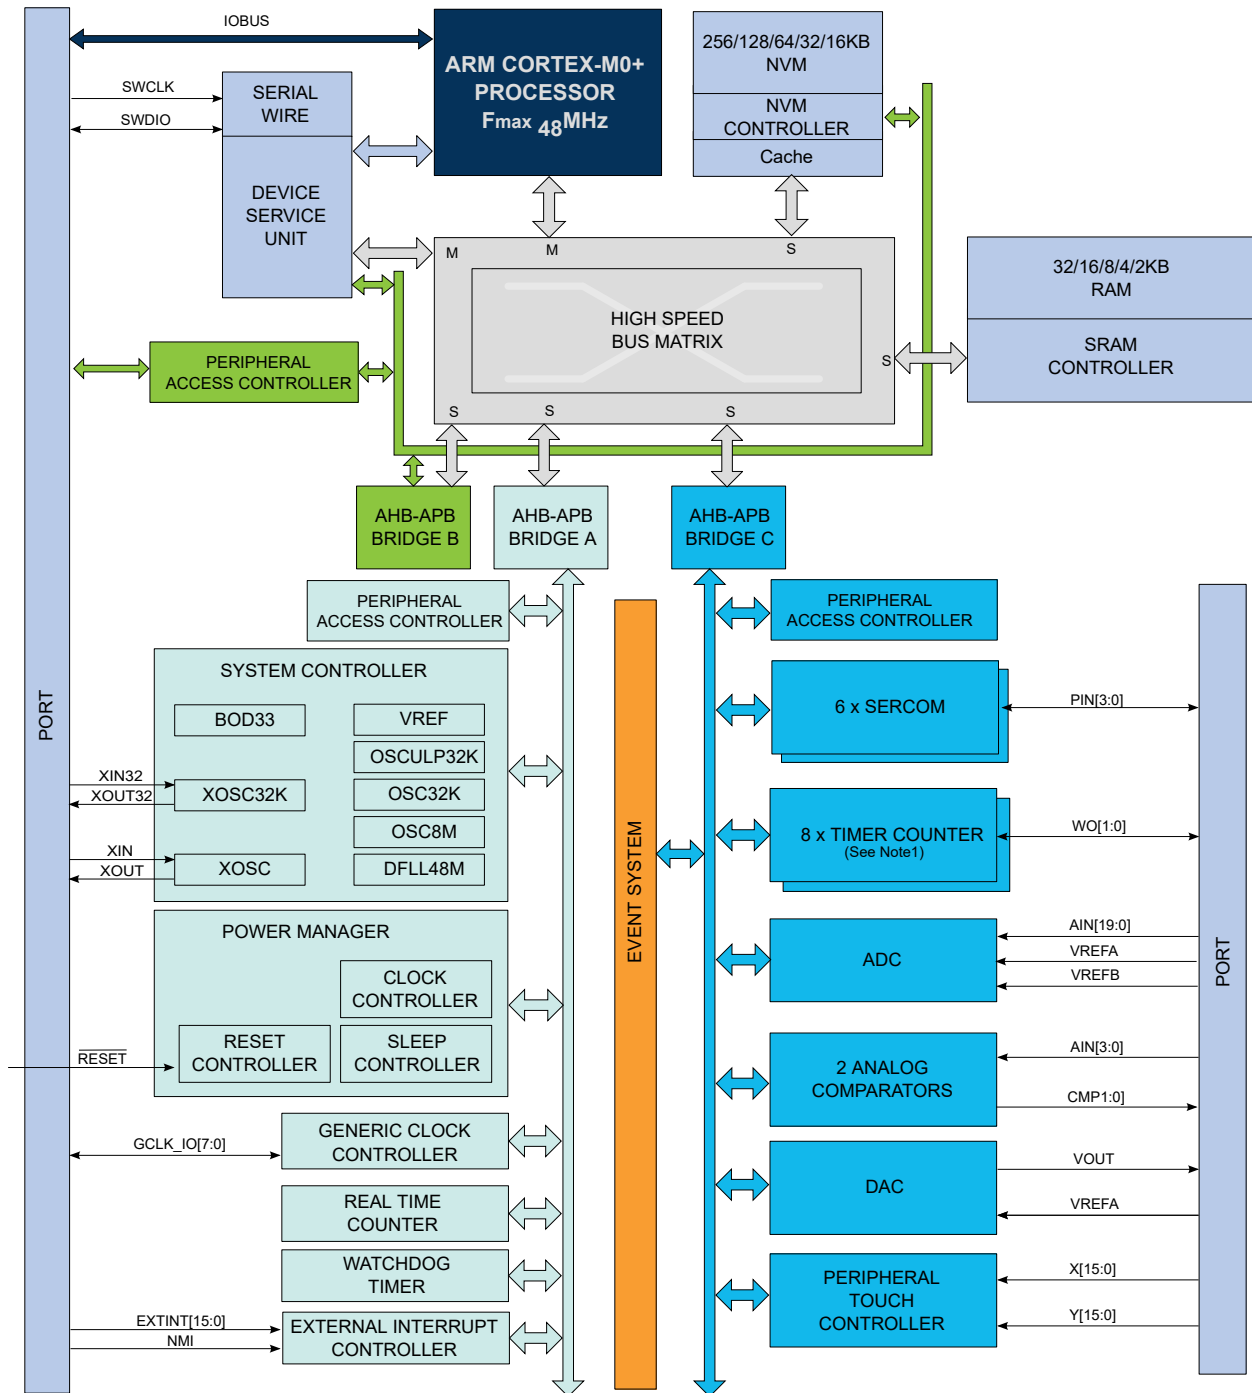 IOBUS
ARM CORTEX-M0+
PROCESSOR
Fmax 48MHz
256/128/64/32/16KB
NVM
NVM
CONTROLLER
Cache
SWCLK
SWDIO
SERIAL
WIRE
DEVICE
SERVICE
UNIT
M
M
S
HIGH SPEED
BUS MATRIX
S
32/16/8/4/2KB
RAM
SRAM
CONTROLLER
PERIPHERAL
ACCESS CONTROLLER
S
S
S
AHB-APB
BRIDGE B
AHB-APB
BRIDGE A
AHB-APB
BRIDGE C
PORT
PERIPHERAL
ACCESS CONTROLLER
SYSTEM CONTROLLER
BOD33
VREF
OSCULP32K
XIN32
XOUT32
XOSC32K
OSC32K
OSC8M
XIN
XOUT
XOSC
DFLL48M
POWER MANAGER
CLOCK
CONTROLLER
RESET
RESET
CONTROLLER
SLEEP
CONTROLLER
GCLK_IO[7:0]
GENERIC CLOCK
CONTROLLER
REAL TIME
COUNTER
WATCHDOG
TIMER
EXTINT[15:0]
NMI
EXTERNAL INTERRUPT
CONTROLLER
EVENT SYSTEM
PERIPHERAL
ACCESS CONTROLLER
6 x SERCOM
PIN[3:0]
8 x TIMER COUNTER
(See Note1)
WO[1:0]
ADC
AIN[19:0]
VREFA
VREFB
2 ANALOG
COMPARATORS
AIN[3:0]
CMP1:0]
DAC
VOUT
VREFA
PERIPHERAL
TOUCH
CONTROLLER
X[15:0]
Y[15:0]
PORT